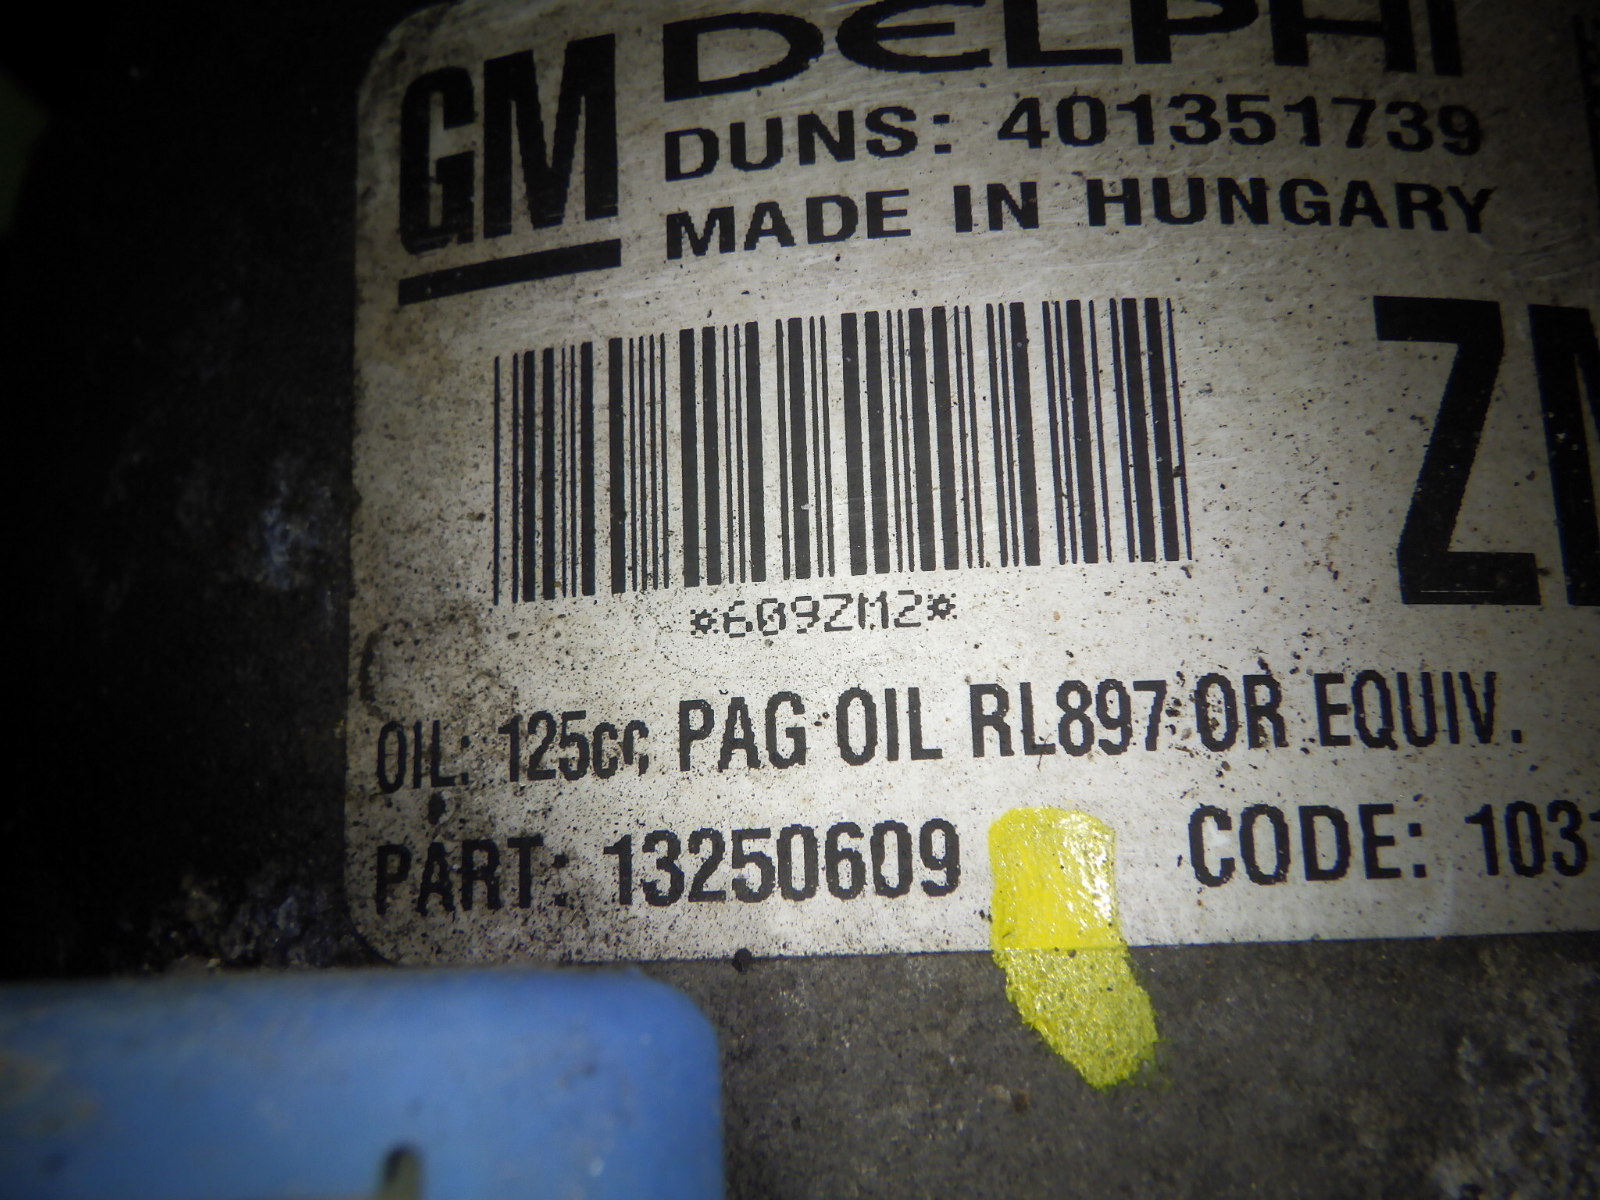 GM DELPHI
DUNS: 401351739
MADE IN HUNGARY
*609ZM2*
OIL: 125cc, PAG OIL RL897 OR EQUIV.
PART: 13250609 CODE: